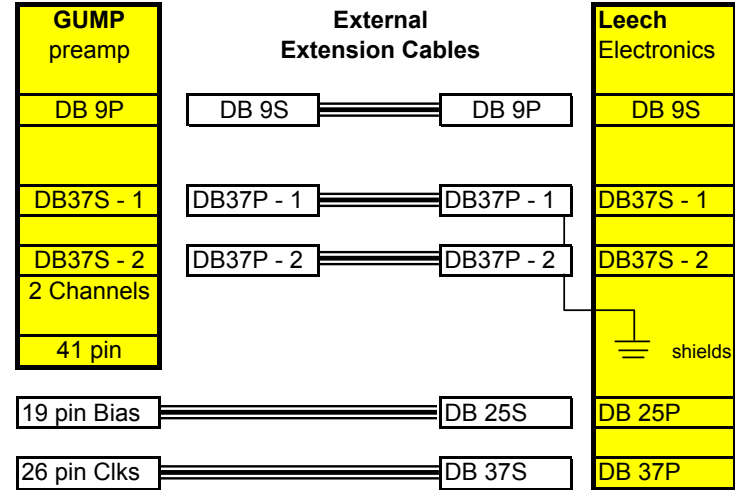 GUMP
preamp
External
Extension Cables
Leech
Electronics
DB 9P
DB 9S
DB 9P
DB 9S
DB37S - 1
DB37P - 1
DB37P - 1
DB37S - 1
DB37S - 2
DB37P - 2
DB37P - 2
DB37S - 2
2 Channels
41 pin
shields
19 pin Bias
DB 25S
DB 25P
26 pin Clks
DB 37S
DB 37P